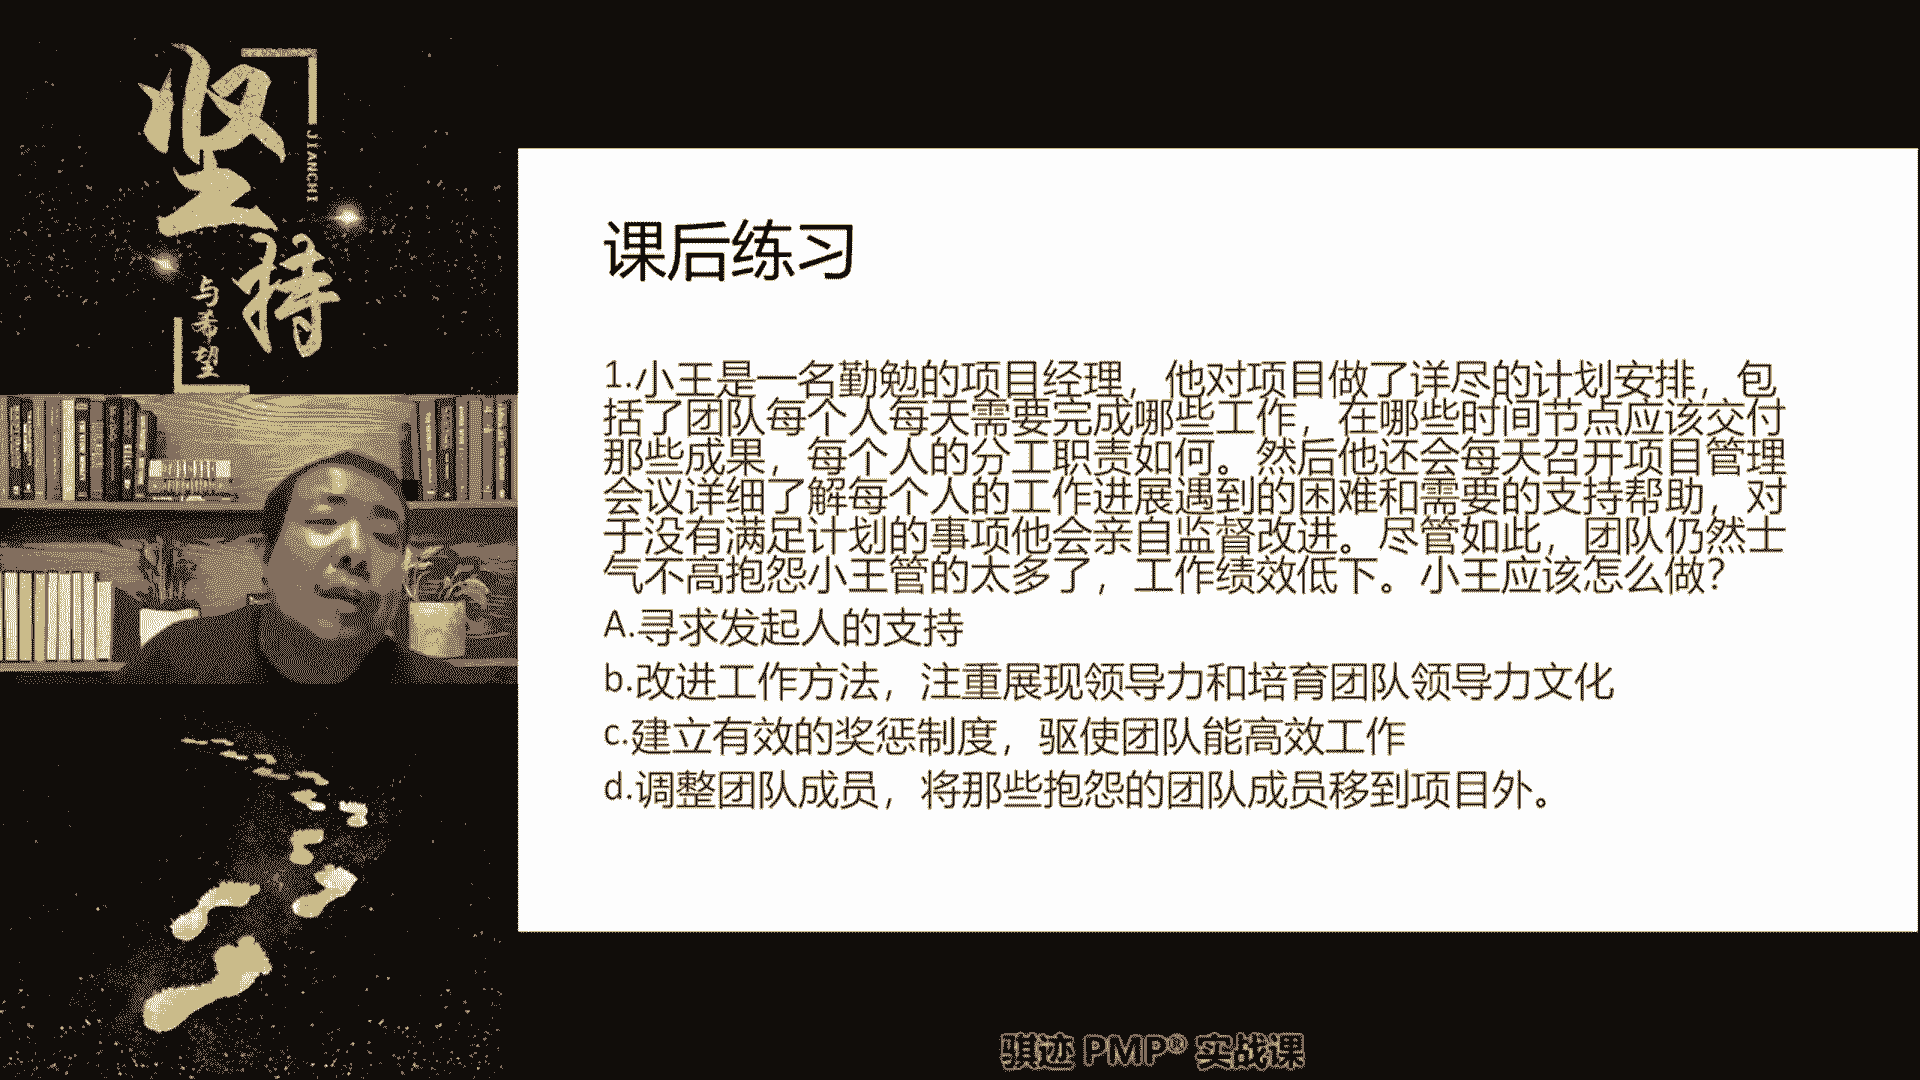 坚持
JIANCHI
与希望
课后练习
1.小王是一名勤勉的项目经理，他对项目做了详尽的计划安排，包
括了团队每个人每天需要完成哪些工作，在哪些时间节点应该交付
那些成果，每个人的分工职责如何。然后他还会每天召开项目管理
会议详细了解每个人的工作进展遇到的困难和需要的支持帮助，对
于没有满足计划的事项他会亲自监督改进。尽管如此，团队仍然士
气不高抱怨小王管的太多了，工作绩效低下。小王应该怎么做？
A.寻求发起人的支持
b.改进工作方法，注重展现领导力和培育团队领导力文化
c.建立有效的奖惩制度，驱使团队能高效工作
d.调整团队成员，将那些抱怨的团队成员移到项目外。
骐迹 PMP® 实战课